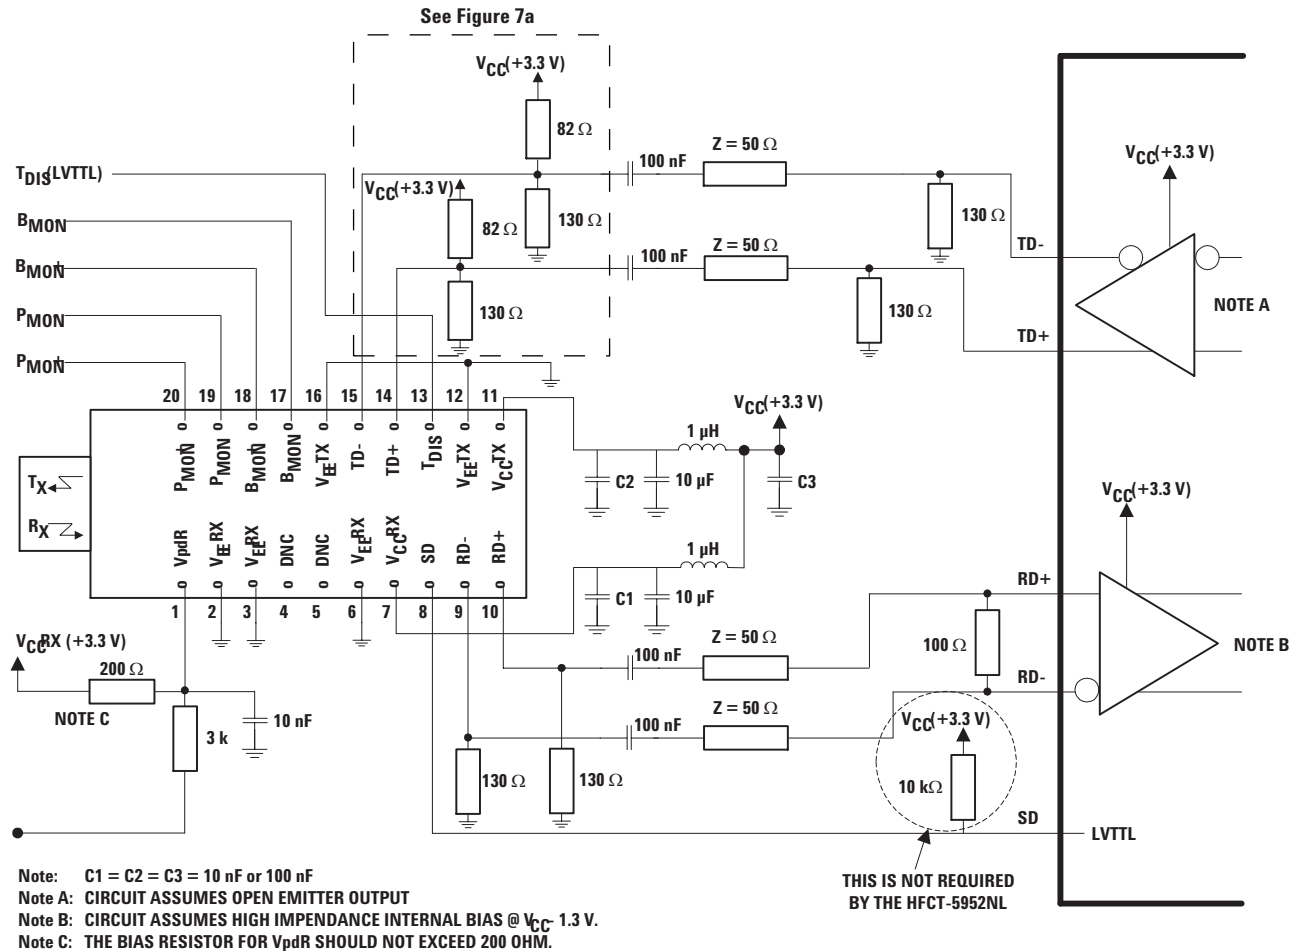 See Figure 7a
VCC (+3.3 V)
82 Ω
100 nF
Z = 50 Ω
VCC (+3.3 V)
TDIS (LVTTL)
VCC (+3.3 V)
130 Ω
130 Ω
BMON-
82 Ω
100 nF
Z = 50 Ω
TD-
BMON+
130 Ω
130 Ω
NOTE A
PMON-
TD+
PMON+
20 19 18 17 16 15 14 13 12 11
VCC (+3.3 V)
1 µH
PMON+
PMON-
BMON+
BMON-
VEETX
TD-
TD+
TDIS
VEETX
VCCTX
C2
10 µF
C3
TX
RX
VCC (+3.3 V)
VpdR
VEERX
VEERX
DNC
DNC
VEERX
VCCRX
SD
RD-
RD+
1 µH
C1
10 µF
RD+
1 2 3 4 5 6 7 8 9 10
VCCRX (+3.3 V)
200 Ω
NOTE C
10 nF
3 k
100 nF
Z = 50 Ω
100 Ω
NOTE B
RD-
100 nF
Z = 50 Ω
VCC (+3.3 V)
130 Ω
130 Ω
10 kΩ
SD
LVTTL
THIS IS NOT REQUIRED
BY THE HFCT-5952NL
Note: C1 = C2 = C3 = 10 nF or 100 nF
Note A: CIRCUIT ASSUMES OPEN EMITTER OUTPUT
Note B: CIRCUIT ASSUMES HIGH IMPENDANCE INTERNAL BIAS @ VCC - 1.3 V.
Note C: THE BIAS RESISTOR FOR VpdR SHOULD NOT EXCEED 200 OHM.